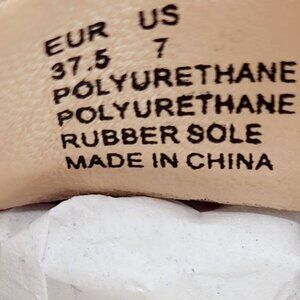 EUR US
37.5 7
POLYURETHANE
POLYURETHANE
RUBBER SOLE
MADE IN CHINA